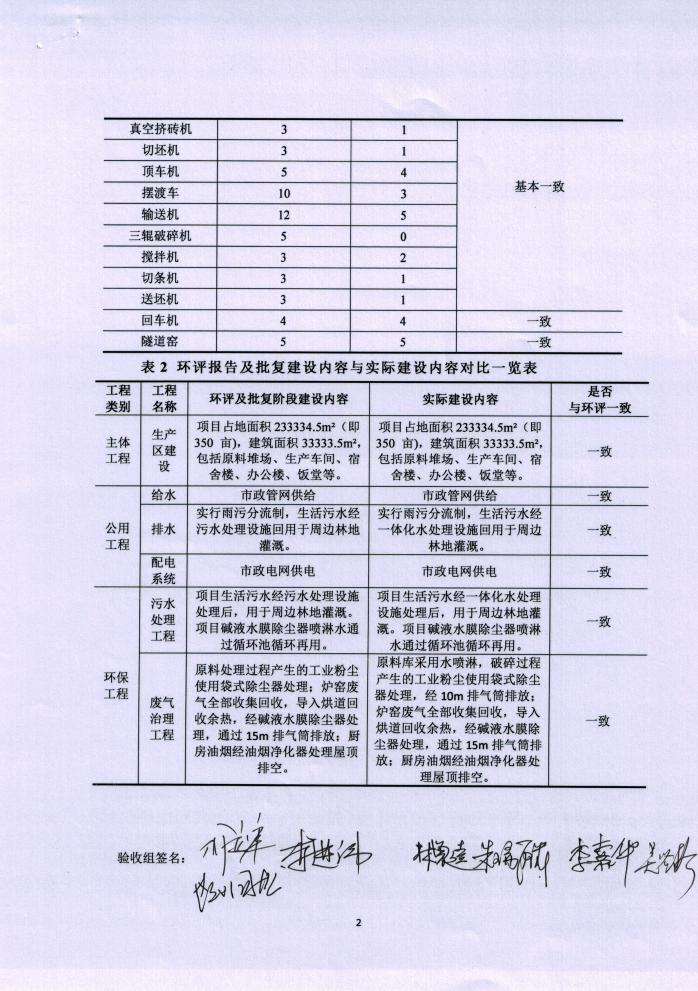 真空挤砖机 3 1
切坯机 3 1
顶车机 5 4
摆渡车 10 3 基本一致
输送机 12 5
三辊破碎机 5 0
搅拌机 3 2
切条机 3 1
送坯机 3 1
回车机 4 4 一致
隧道窑 5 5 一致
表 2 环评报告及批复建设内容与实际建设内容对比一览表
工程
类别
工程
名称
环评及批复阶段建设内容
实际建设内容
是否
与环评一致
主体
工程
生产
区建
设
项目占地面积 233334.5m²（即
350 亩），建筑面积 33333.5m²，
包括原料堆场、生产车间、宿
舍楼、办公楼、饭堂等。
项目占地面积 233334.5m²（即
350 亩），建筑面积 33333.5m²，
包括原料堆场、生产车间、宿
舍楼、办公楼、饭堂等。
一致
公用
工程
给水
市政管网供给
市政管网供给
一致
排水
实行雨污分流制，生活污水经
污水处理设施回用于周边林地
灌溉。
实行雨污分流制，生活污水经
一体化水处理设施回用于周边
林地灌溉。
一致
配电
系统
市政电网供电
市政电网供电
一致
环保
工程
污水
处理
工程
项目生活污水经污水处理设施
处理后，用于周边林地灌溉。
项目碱液水膜除尘器喷淋水通
过循环池循环再用。
项目生活污水经一体化水处理
设施处理后，用于周边林地灌
溉。项目碱液水膜除尘器喷淋
水通过循环池循环再用。
一致
废气
治理
工程
原料处理过程产生的工业粉尘
使用袋式除尘器处理；炉窑废
气全部收集回收，导入烘道回
收余热，经碱液水膜除尘器处
理，通过 15m 排气筒排放；厨
房油烟经油烟净化器处理屋顶
排空。
原料库采用水喷淋，破碎过程
产生的工业粉尘使用袋式除尘
器处理，经 10m 排气筒排放；
炉窑废气全部收集回收，导入
烘道回收余热，经碱液水膜除
尘器处理，通过 15m 排气筒排
放；厨房油烟经油烟净化器处
理屋顶排空。
一致
验收组签名：
李嘉华
2